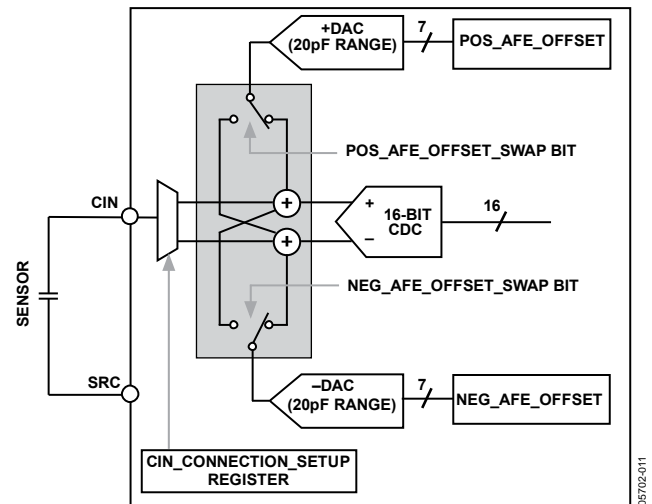 +DAC
(20pF RANGE)
7
POS_AFE_OFFSET
POS_AFE_OFFSET_SWAP BIT
CIN
+
+
16-BIT
CDC
16
+
–
SENSOR
NEG_AFE_OFFSET_SWAP BIT
SRC
–DAC
(20pF RANGE)
7
NEG_AFE_OFFSET
CIN_CONNECTION_SETUP
REGISTER
05702-011